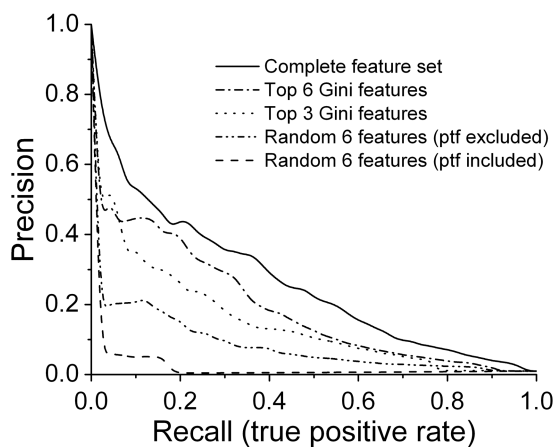 1.0
0.8
0.6
0.4
0.2
0.0
Precision
Complete feature set
Top 6 Gini features
Top 3 Gini features
Random 6 features (ptf excluded)
Random 6 features (ptf included)
0.0 0.2 0.4 0.6 0.8 1.0
Recall (true positive rate)